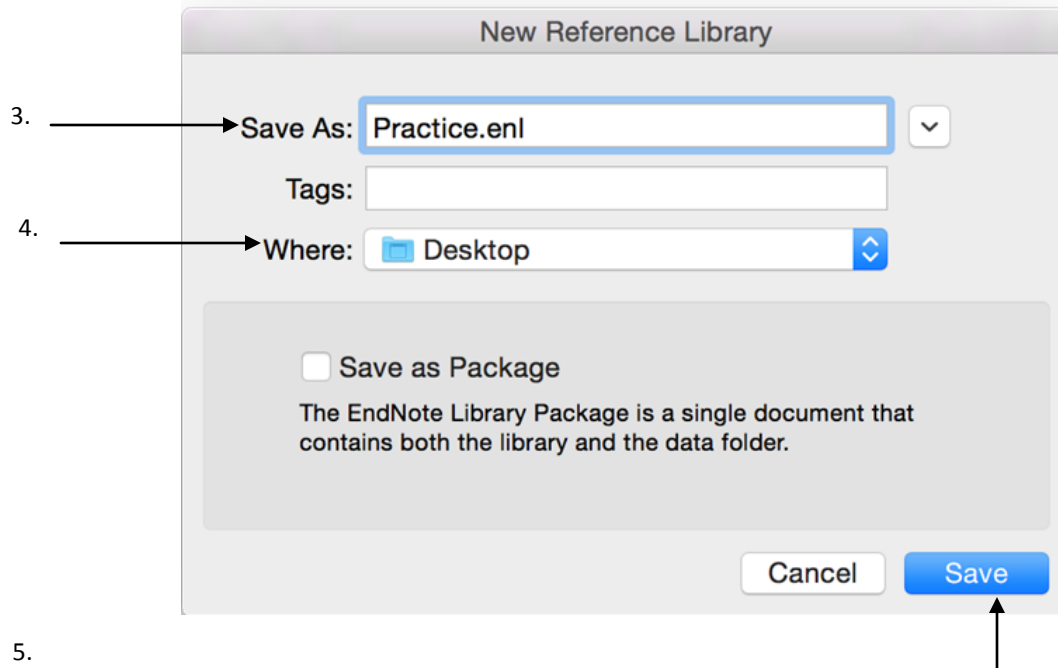 New Reference Library
3.
Save As: Practice.enl
Tags:
4.
Where: Desktop
Save as Package
The EndNote Library Package is a single document that
contains both the library and the data folder.
Cancel Save
5.